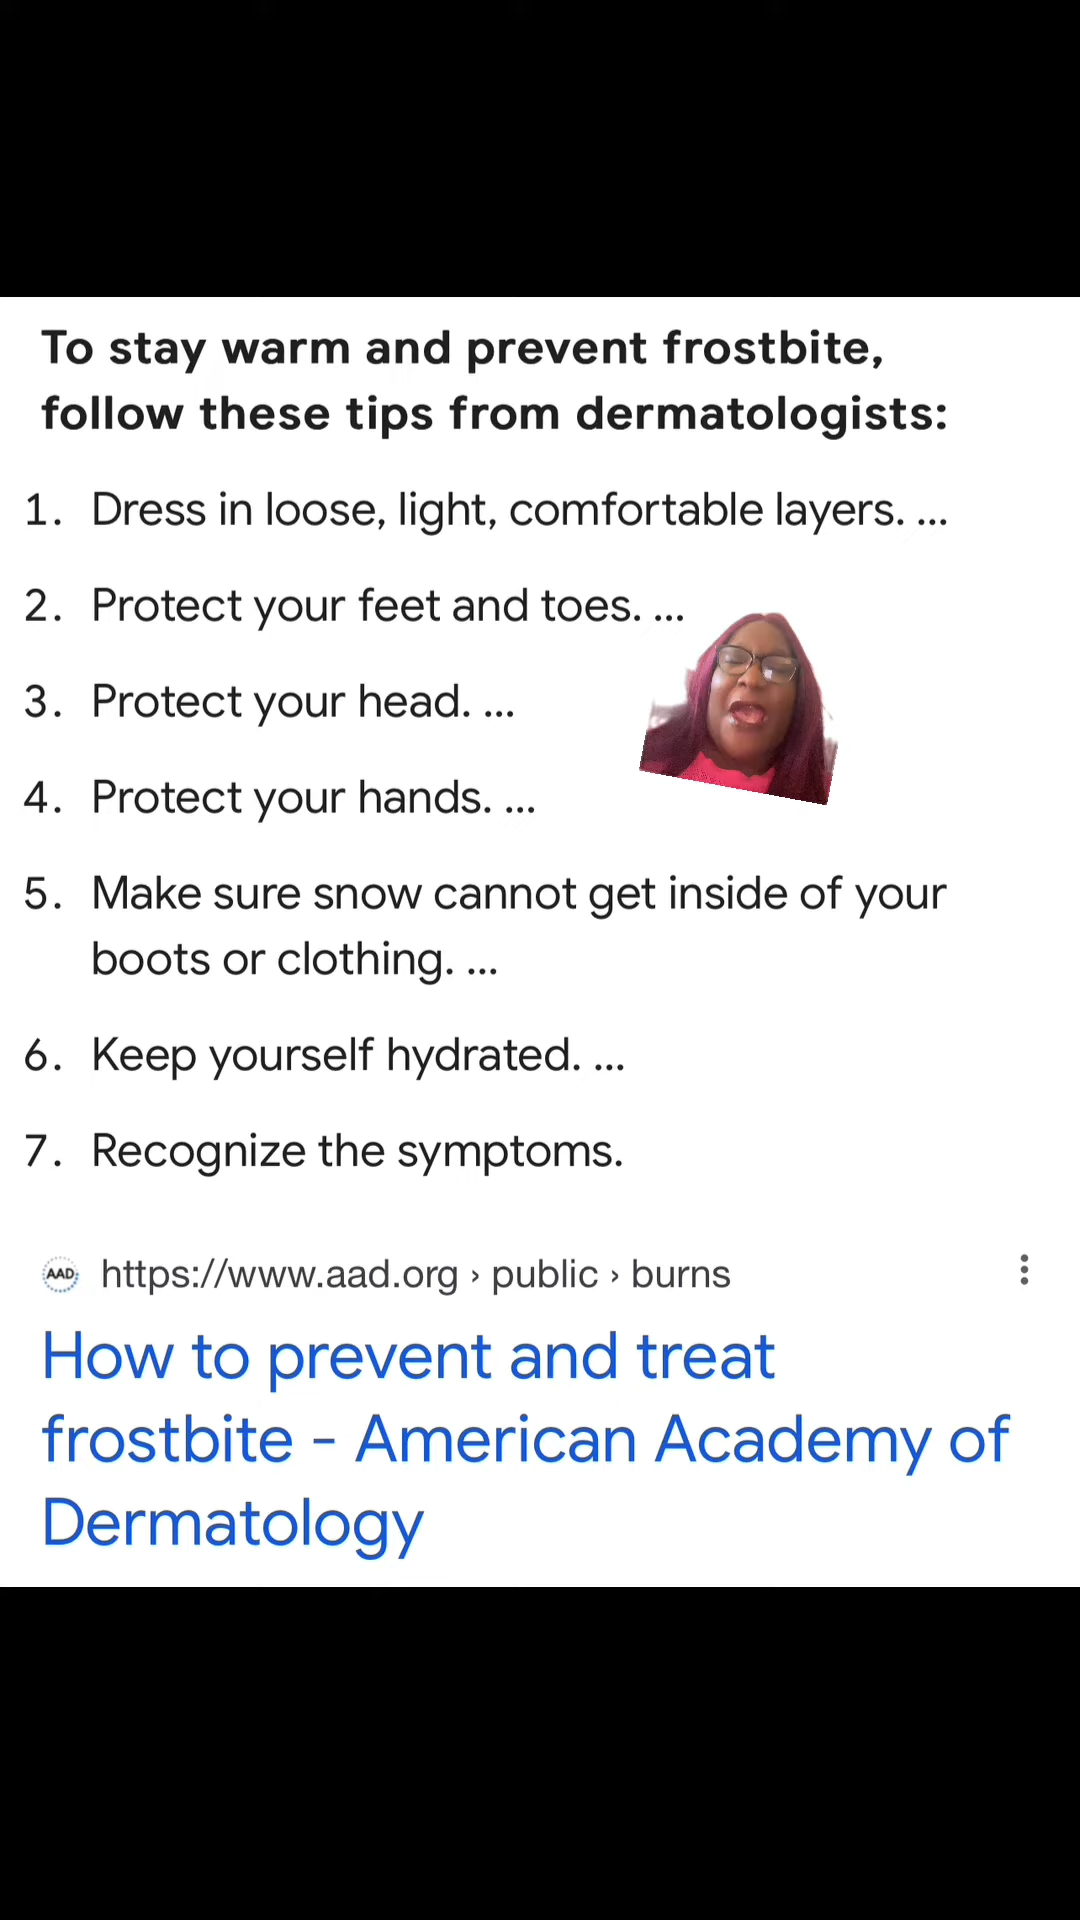 To stay warm and prevent frostbite,
follow these tips from dermatologists:
1. Dress in loose, light, comfortable layers. ...
2. Protect your feet and toes. ...
3. Protect your head. ...
4. Protect your hands. ...
5. Make sure snow cannot get inside of your
boots or clothing. ...
6. Keep yourself hydrated. ...
7. Recognize the symptoms.
AAD https://www.aad.org › public › burns
How to prevent and treat
frostbite - American Academy of
Dermatology